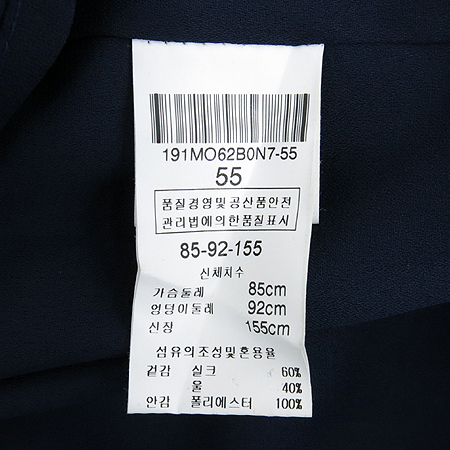 191MO62B0N7-55
55
품질경영및공산품안전
관리법에의한품질표시
85-92-155
신체치수
가슴둘레 85cm
엉덩이둘레 92cm
신장 155cm
섬유의조성및혼용율
겉감 실크 60%
울 40%
안감 폴리에스터 100%